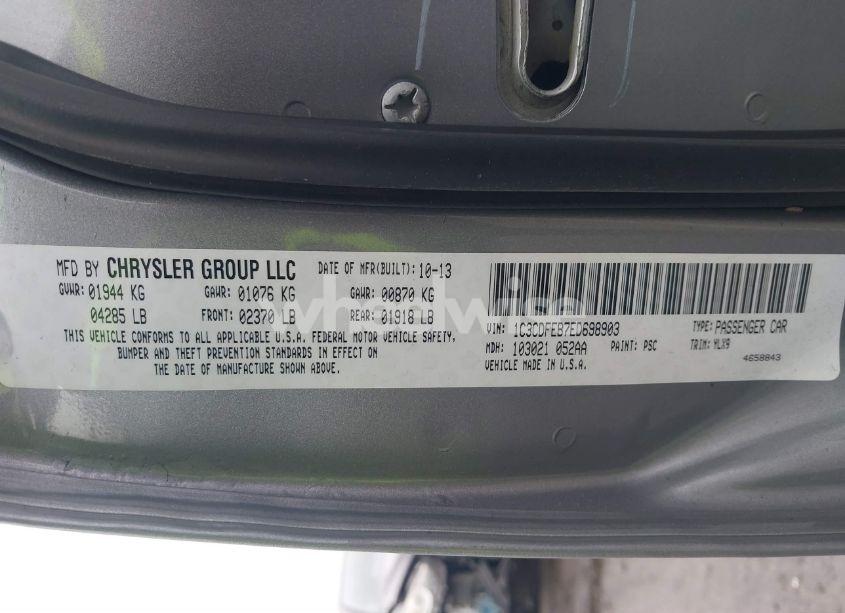 MFD BY CHRYSLER GROUP LLC DATE OF MFR(BUILT): 10-13
GVWR: 01944 KG GAWR: 01076 KG GAWR: 00870 KG
04285 LB FRONT: 02370 LB REAR: 01918 LB
THIS VEHICLE CONFORMS TO ALL APPLICABLE U.S.A. FEDERAL MOTOR VEHICLE SAFETY,
BUMPER AND THEFT PREVENTION STANDARDS IN EFFECT ON
THE DATE OF MANUFACTURE SHOWN ABOVE.
VIN: 1C3CDFEB7ED698903 TYPE: PASSENGER CAR
MDH: 103021 052AA PAINT: PSC TRIM: YLX9
VEHICLE MADE IN U.S.A. 4658843
wheelwise